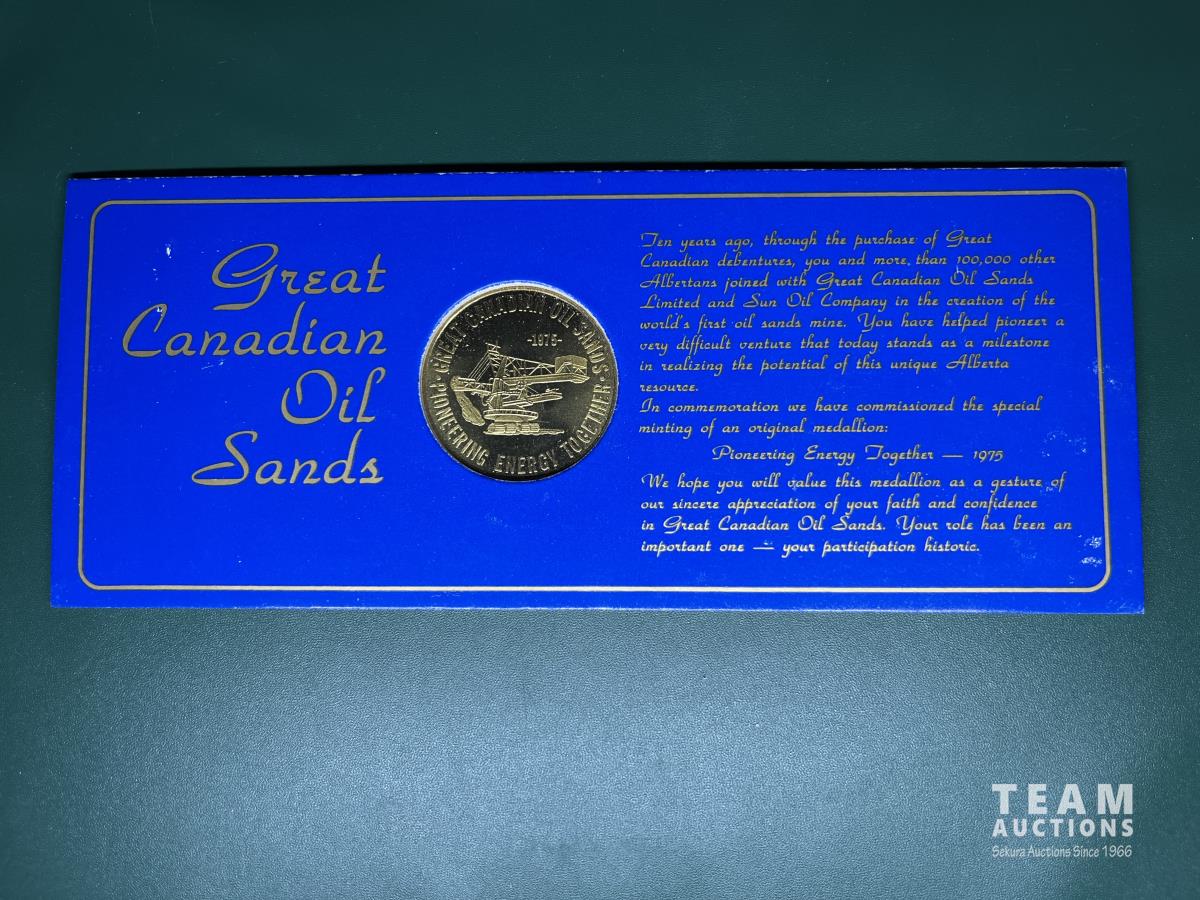 Great
Canadian
Oil
Sands
GREAT CANADIAN OIL SANDS
-1975-
PIONEERING ENERGY TOGETHER
Ten years ago, through the purchase of Great
Canadian debentures, you and more than 100,000 other
Albertans joined with Great Canadian Oil Sands
Limited and Sun Oil Company in the creation of the
world's first oil sands mine. You have helped pioneer a
very difficult venture that today stands as a milestone
in realizing the potential of this unique Alberta
resource.
In commemoration we have commissioned the special
minting of an original medallion:
Pioneering Energy Together — 1975
We hope you will value this medallion as a gesture of
our sincere appreciation of your faith and confidence
in Great Canadian Oil Sands. Your role has been an
important one — your participation historic.
TEAM
AUCTIONS
Sekura Auctions Since 1966